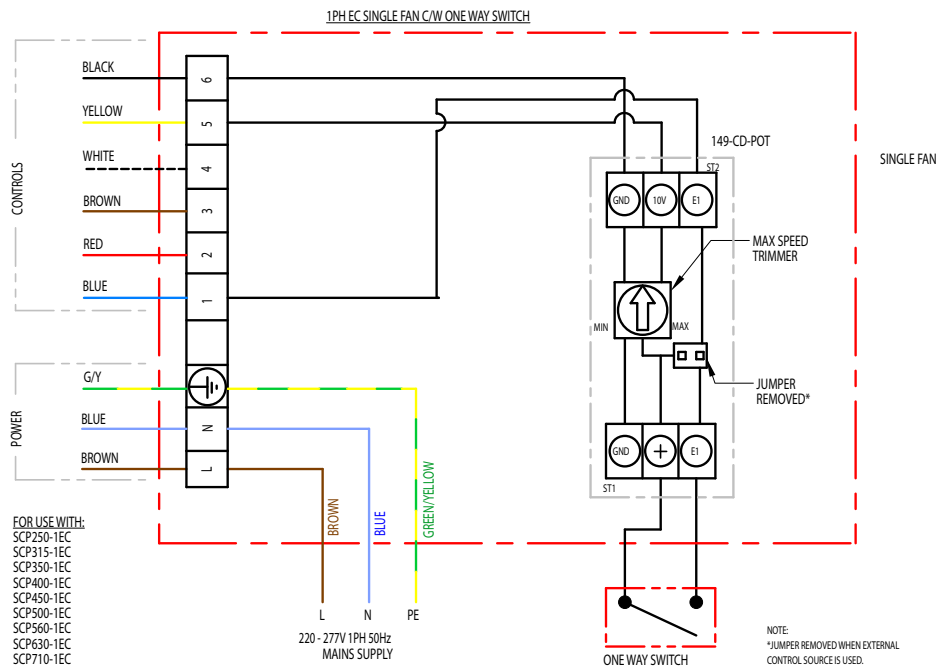 1PH EC SINGLE FAN C/W ONE WAY SWITCH
CONTROLS
BLACK
YELLOW
WHITE
BROWN
RED
BLUE
6
5
4
3
2
1
POWER
G/Y
BLUE
BROWN
N
L
BROWN
BLUE
GREEN/YELLOW
L
N
PE
220 - 277V 1PH 50Hz
MAINS SUPPLY
149-CD-POT
ST2
GND
10V
E1
MAX SPEED
TRIMMER
MIN
MAX
JUMPER
REMOVED*
GND
+
E1
ST1
SINGLE FAN
ONE WAY SWITCH
FOR USE WITH:
SCP250-1EC
SCP315-1EC
SCP350-1EC
SCP400-1EC
SCP450-1EC
SCP500-1EC
SCP560-1EC
SCP630-1EC
SCP710-1EC
NOTE:
*JUMPER REMOVED WHEN EXTERNAL
CONTROL SOURCE IS USED.